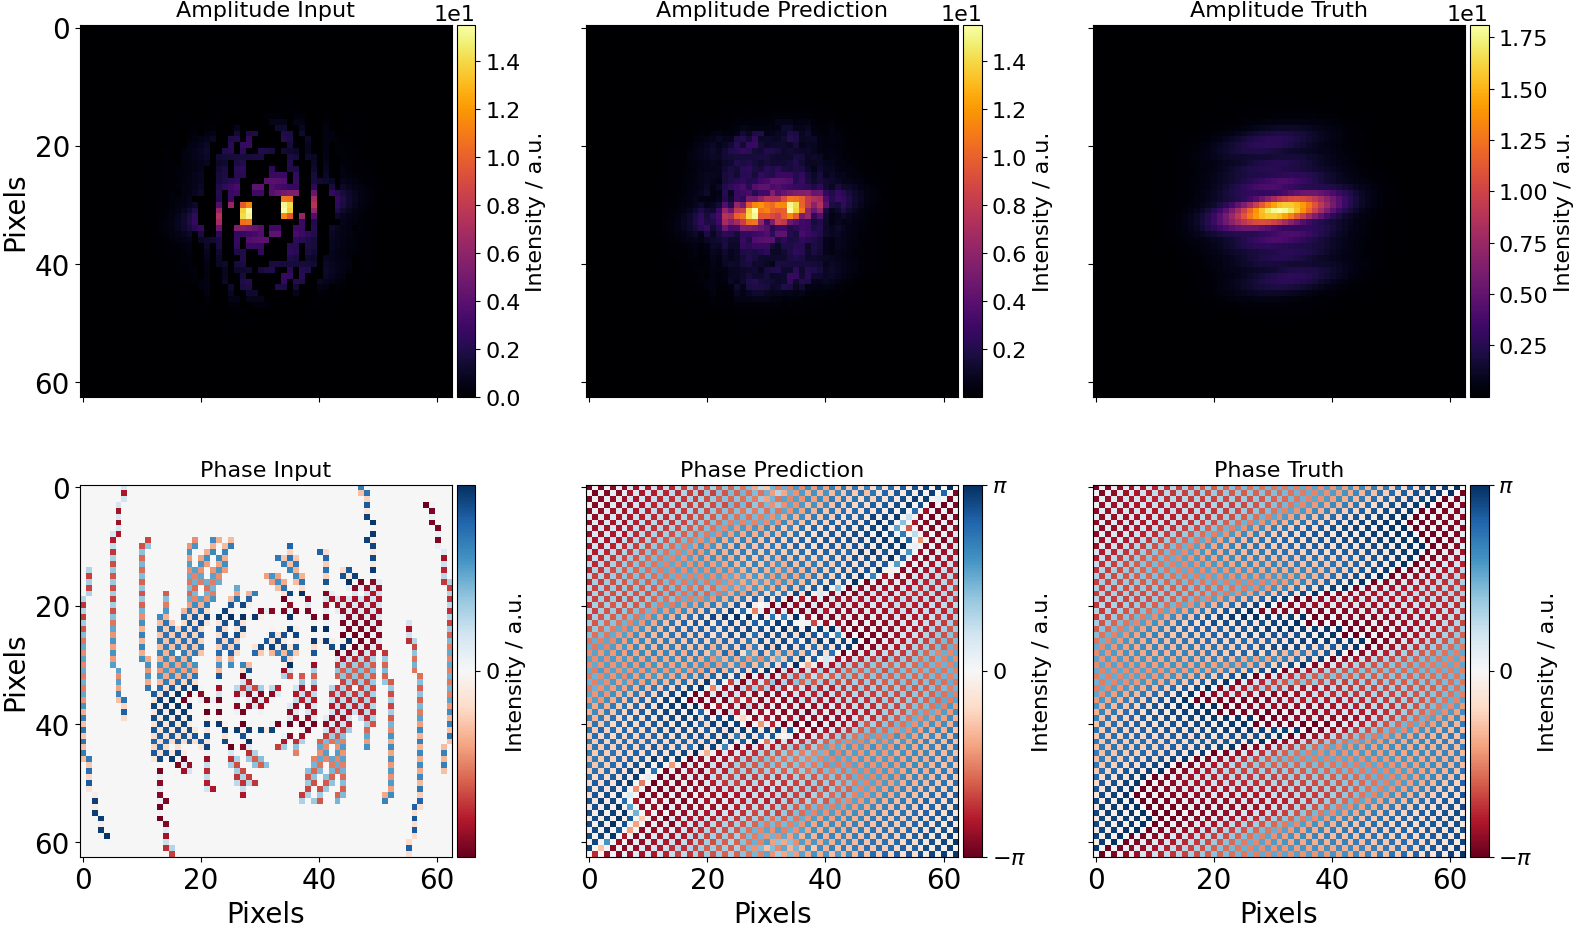 Amplitude Input
1e1
Amplitude Prediction
1e1
Amplitude Truth
1e1
0
20
40
60
Pixels
1.4
1.2
1.0
0.8
0.6
0.4
0.2
0.0
Intensity / a.u.
1.4
1.2
1.0
0.8
0.6
0.4
0.2
Intensity / a.u.
1.75
1.50
1.25
1.00
0.75
0.50
0.25
Intensity / a.u.
Phase Input
Phase Prediction
Phase Truth
0
20
40
60
Pixels
0
Intensity / a.u.
π
0
−π
Intensity / a.u.
π
0
−π
Intensity / a.u.
0 20 40 60
0 20 40 60
0 20 40 60
Pixels
Pixels
Pixels